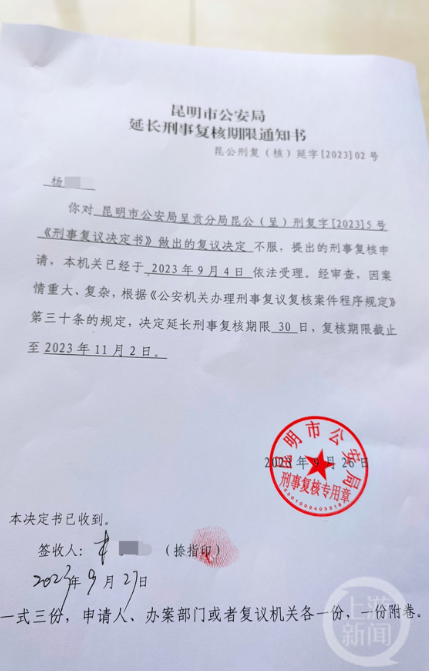 昆明市公安局
延长刑事复核期限通知书
昆公刑复（核）延字[2023]02号
杨
你对 昆明市公安局呈贡分局昆公（呈）刑复字[2023]5号
《刑事复议决定书》做出的复议决定 不服，提出的刑事复核申
请，本机关已经于 2023年9月4日 依法受理。经审查，因案
情重大、复杂，根据《公安机关办理刑事复议复核案件程序规定》
第三十条的规定，决定延长刑事复核期限 30 日，复核期限截止
至 2023年11月2日。
昆明市公安局
2023年9月26日
刑事复核专用章
本决定书已收到。
签收人： （捺指印）
2023年9月27日
一式三份，申请人、办案部门或者复议机关各一份，一份附卷。
上游新闻